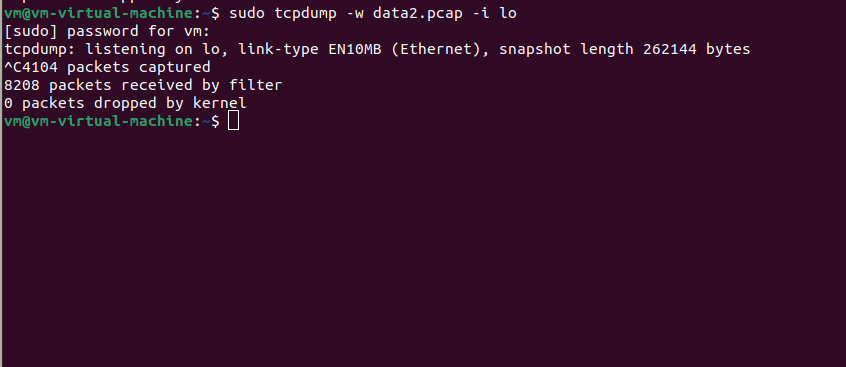 vm@vm-virtual-machine:~$ sudo tcpdump -w data2.pcap -i lo
[sudo] password for vm:
tcpdump: listening on lo, link-type EN10MB (Ethernet), snapshot length 262144 bytes
^C4104 packets captured
8208 packets received by filter
0 packets dropped by kernel
vm@vm-virtual-machine:~$